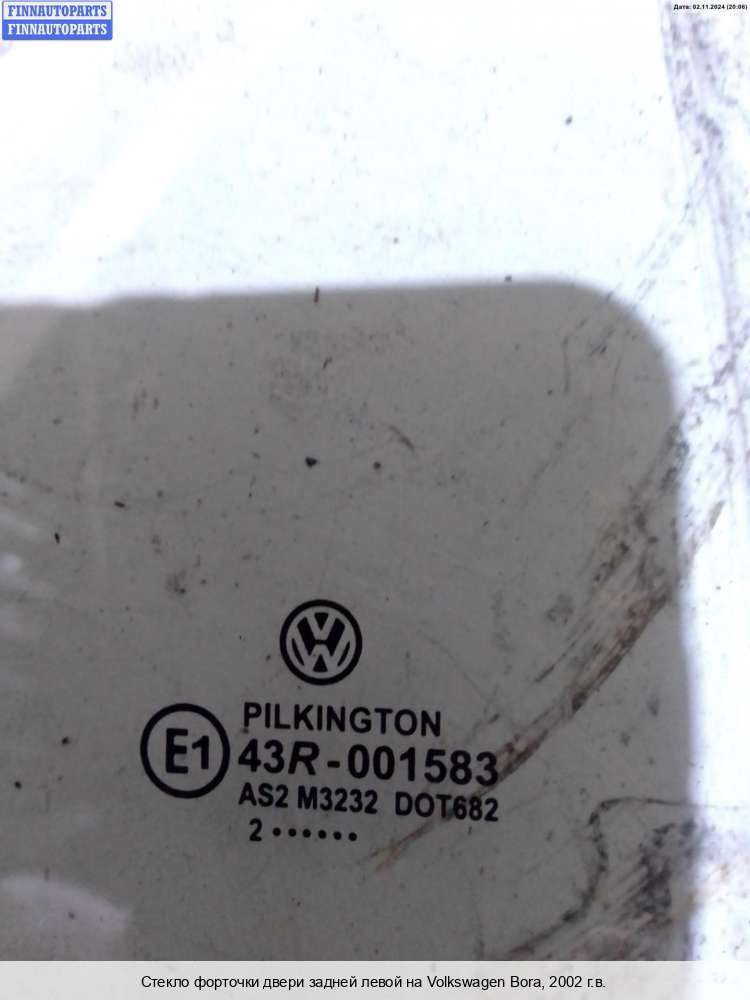 FINNAUTOPARTS
FINNAUTOPARTS
Дата: 02.11.2024 (20:06)
PILKINGTON
E1 43R-001583
AS2 M3232 DOT682
2 ••••••
Стекло форточки двери задней левой на Volkswagen Bora, 2002 г.в.